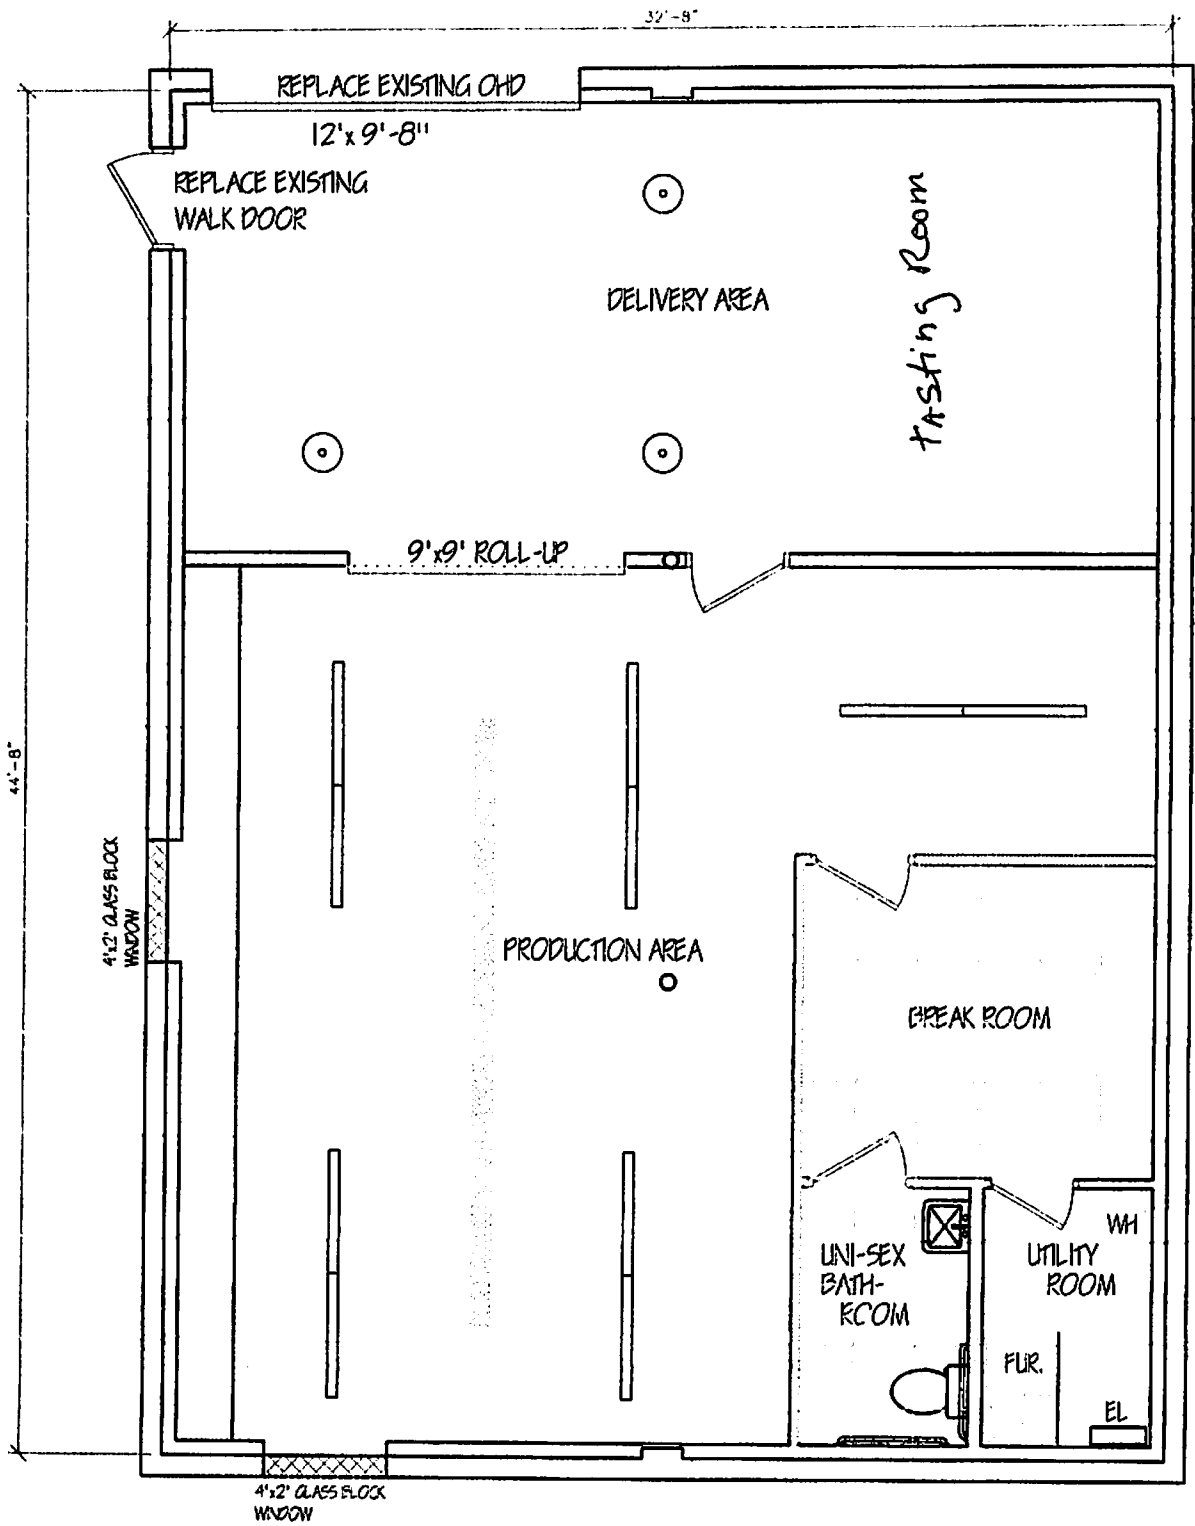 32'-8"
REPLACE EXISTING OHD
12'x 9'-8"
REPLACE EXISTING
WALK DOOR
DELIVERY AREA
Tasting Room
9'x9' ROLL-UP
44'-8"
4'x2' GLASS BLOCK
WINDOW
PRODUCTION AREA
BREAK ROOM
UNI-SEX
BATH-
ROOM
WH
UTILITY
ROOM
FUR.
EL
4'x2' GLASS BLOCK
WINDOW